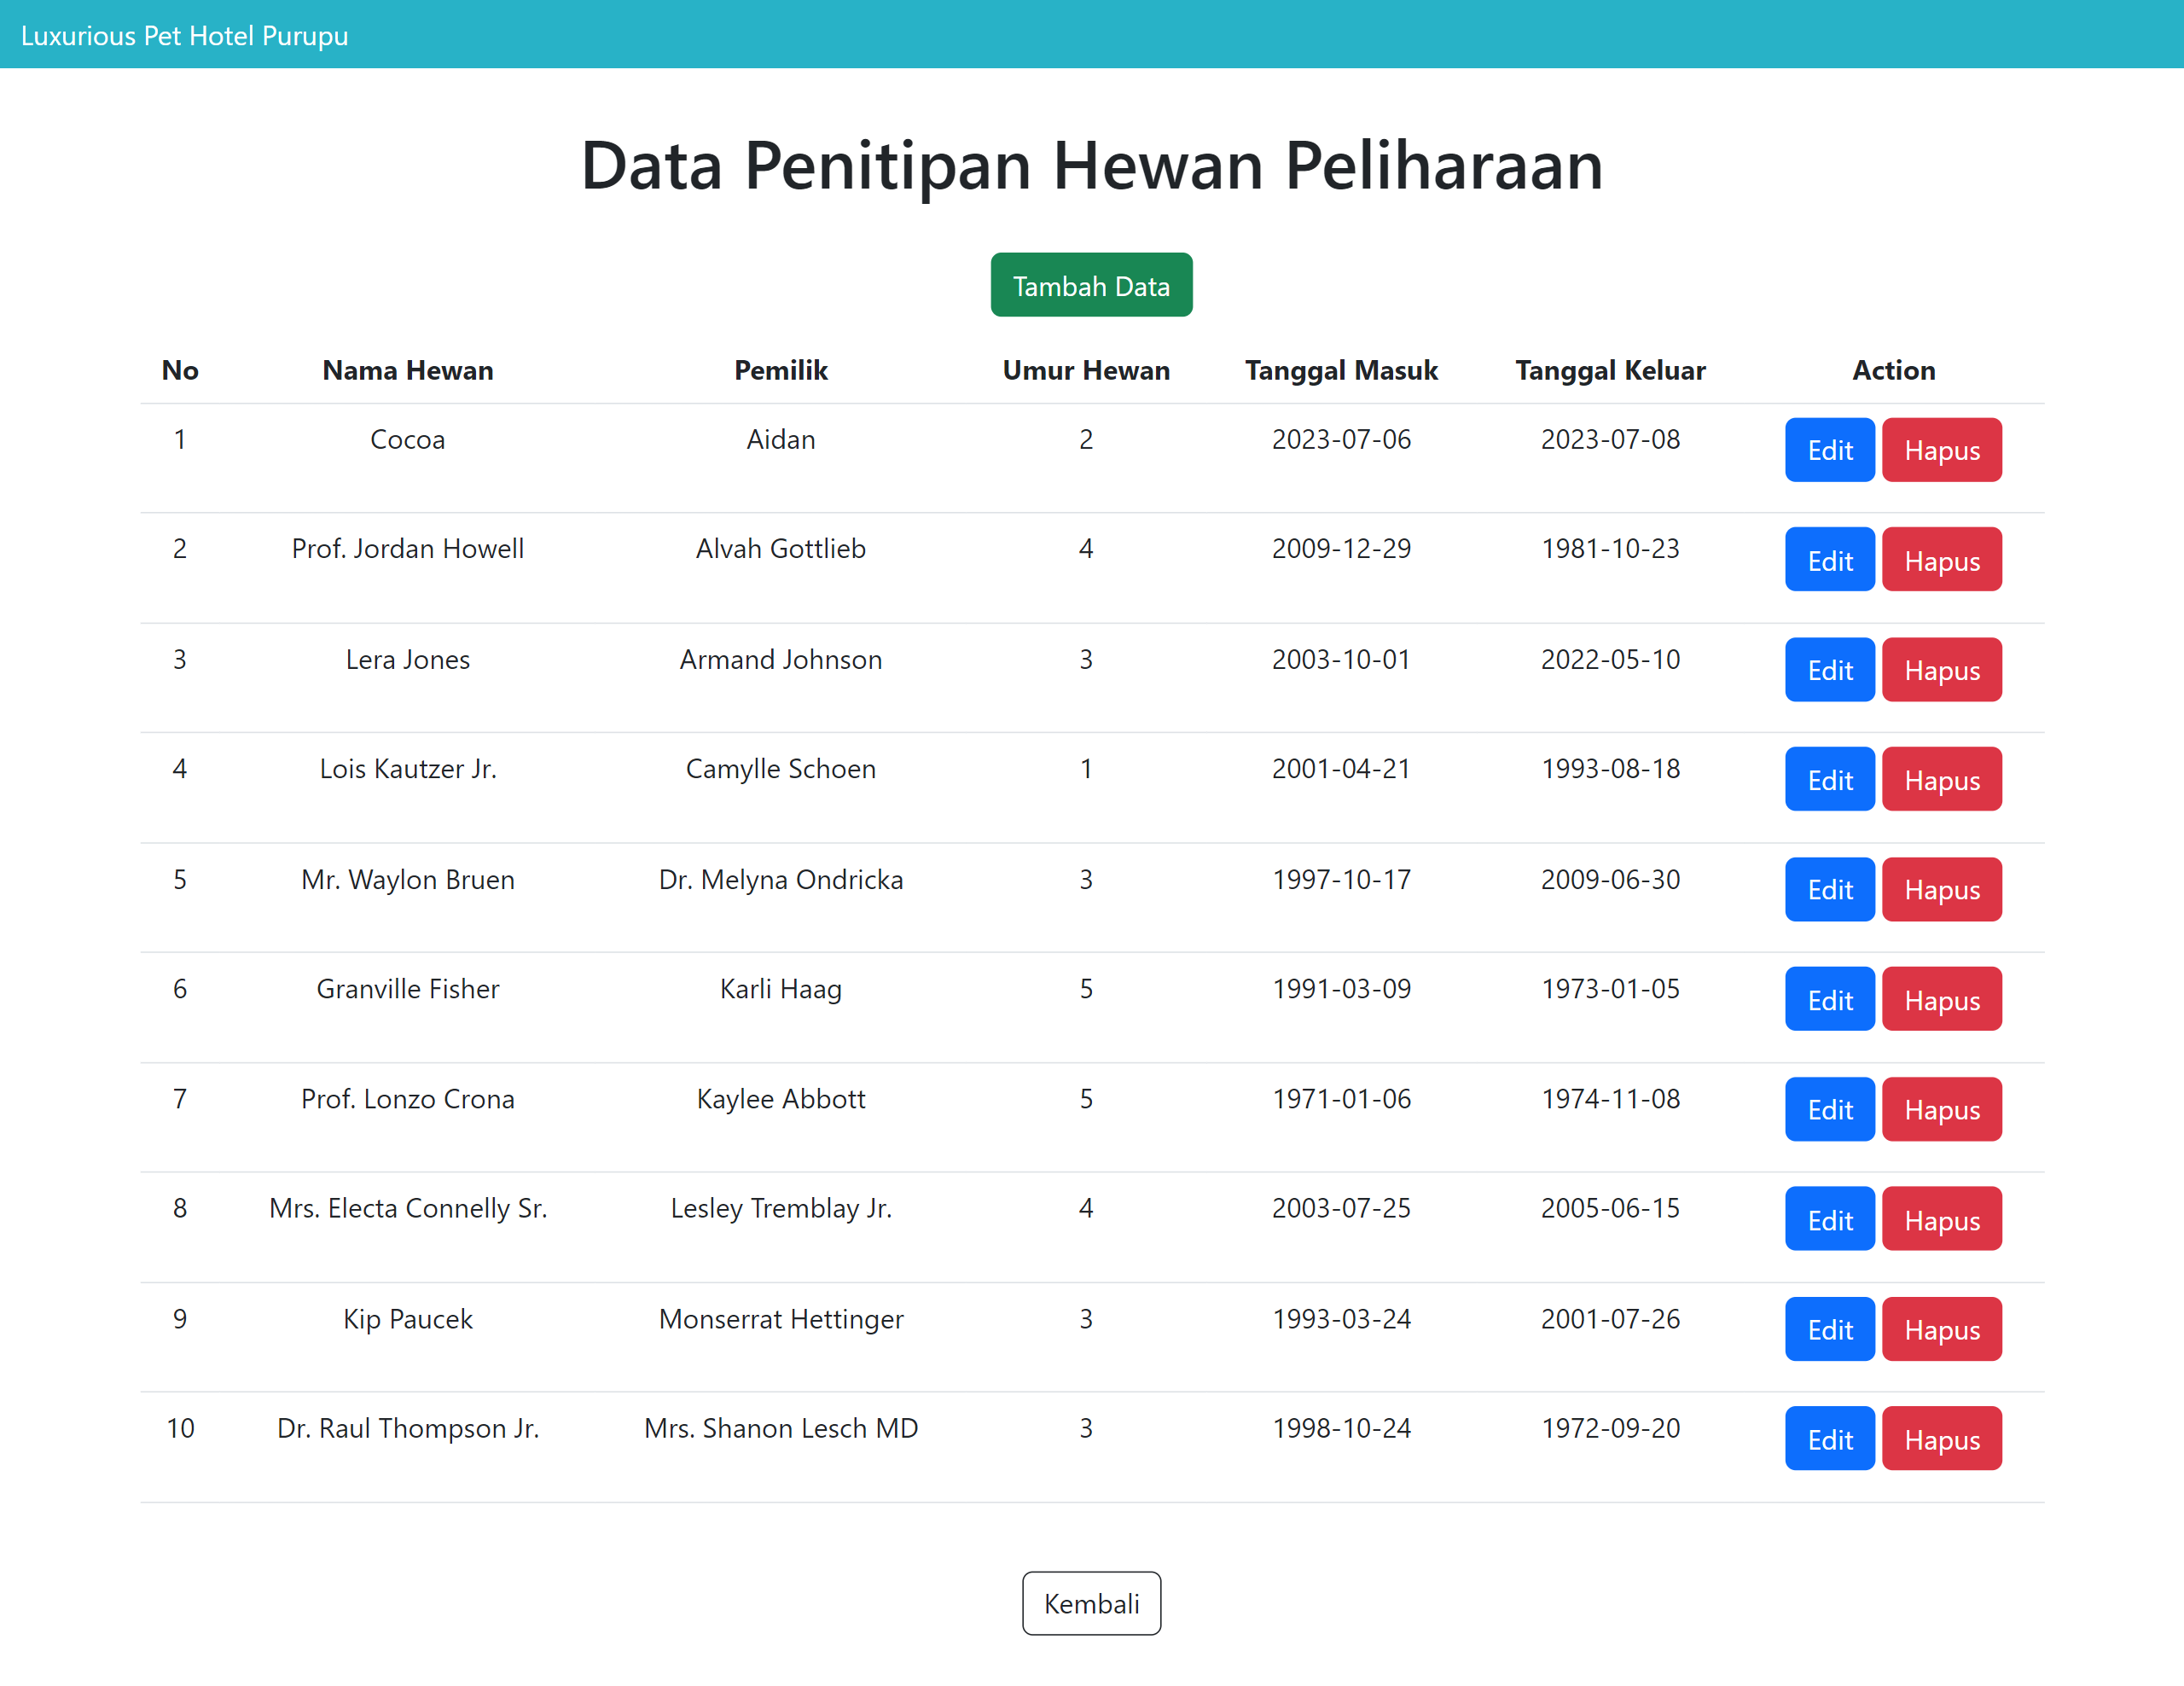 Luxurious Pet Hotel Purupu
Data Penitipan Hewan Peliharaan
Tambah Data
No Nama Hewan Pemilik Umur Hewan Tanggal Masuk Tanggal Keluar Action
1 Cocoa Aidan 2 2023-07-06 2023-07-08 Edit Hapus
2 Prof. Jordan Howell Alvah Gottlieb 4 2009-12-29 1981-10-23 Edit Hapus
3 Lera Jones Armand Johnson 3 2003-10-01 2022-05-10 Edit Hapus
4 Lois Kautzer Jr. Camylle Schoen 1 2001-04-21 1993-08-18 Edit Hapus
5 Mr. Waylon Bruen Dr. Melyna Ondricka 3 1997-10-17 2009-06-30 Edit Hapus
6 Granville Fisher Karli Haag 5 1991-03-09 1973-01-05 Edit Hapus
7 Prof. Lonzo Crona Kaylee Abbott 5 1971-01-06 1974-11-08 Edit Hapus
8 Mrs. Electa Connelly Sr. Lesley Tremblay Jr. 4 2003-07-25 2005-06-15 Edit Hapus
9 Kip Paucek Monserrat Hettinger 3 1993-03-24 2001-07-26 Edit Hapus
10 Dr. Raul Thompson Jr. Mrs. Shanon Lesch MD 3 1998-10-24 1972-09-20 Edit Hapus
Kembali